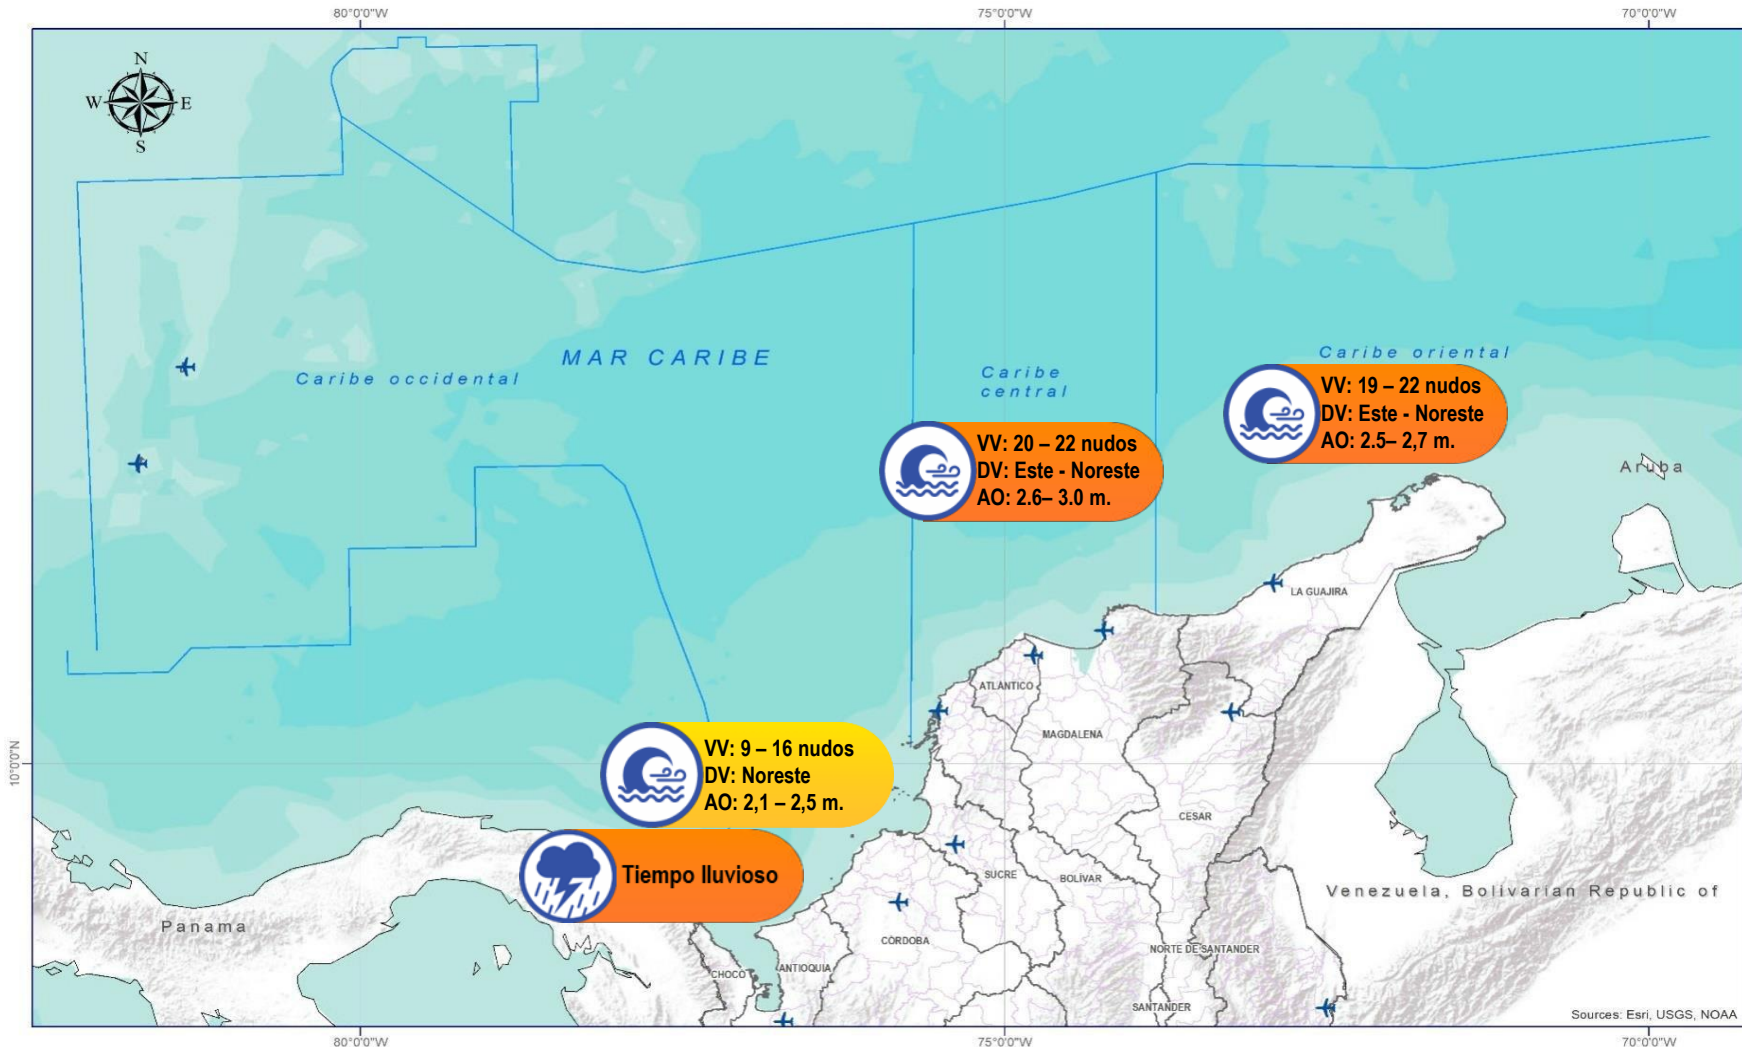 80°0'0"W
75°0'0"W
70°0'0"W
N
W
E
S
MAR CARIBE
Caribe occidental
Caribe
central
Caribe oriental
VV: 19 – 22 nudos
DV: Este - Noreste
AO: 2.5– 2,7 m.
VV: 20 – 22 nudos
DV: Este - Noreste
AO: 2.6– 3.0 m.
Aruba
LA GUAJIRA
ATLÁNTICO
MAGDALENA
10°0'0"N
VV: 9 – 16 nudos
DV: Noreste
AO: 2,1 – 2,5 m.
CESAR
Tiempo lluvioso
SUCRE
BOLÍVAR
Venezuela, Bolivarian Republic of
Panama
CÓRDOBA
NORTE DE SANTANDER
CHOCO
ANTIOQUIA
SANTANDER
Sources: Esri, USGS, NOAA
80°0'0"W
75°0'0"W
70°0'0"W